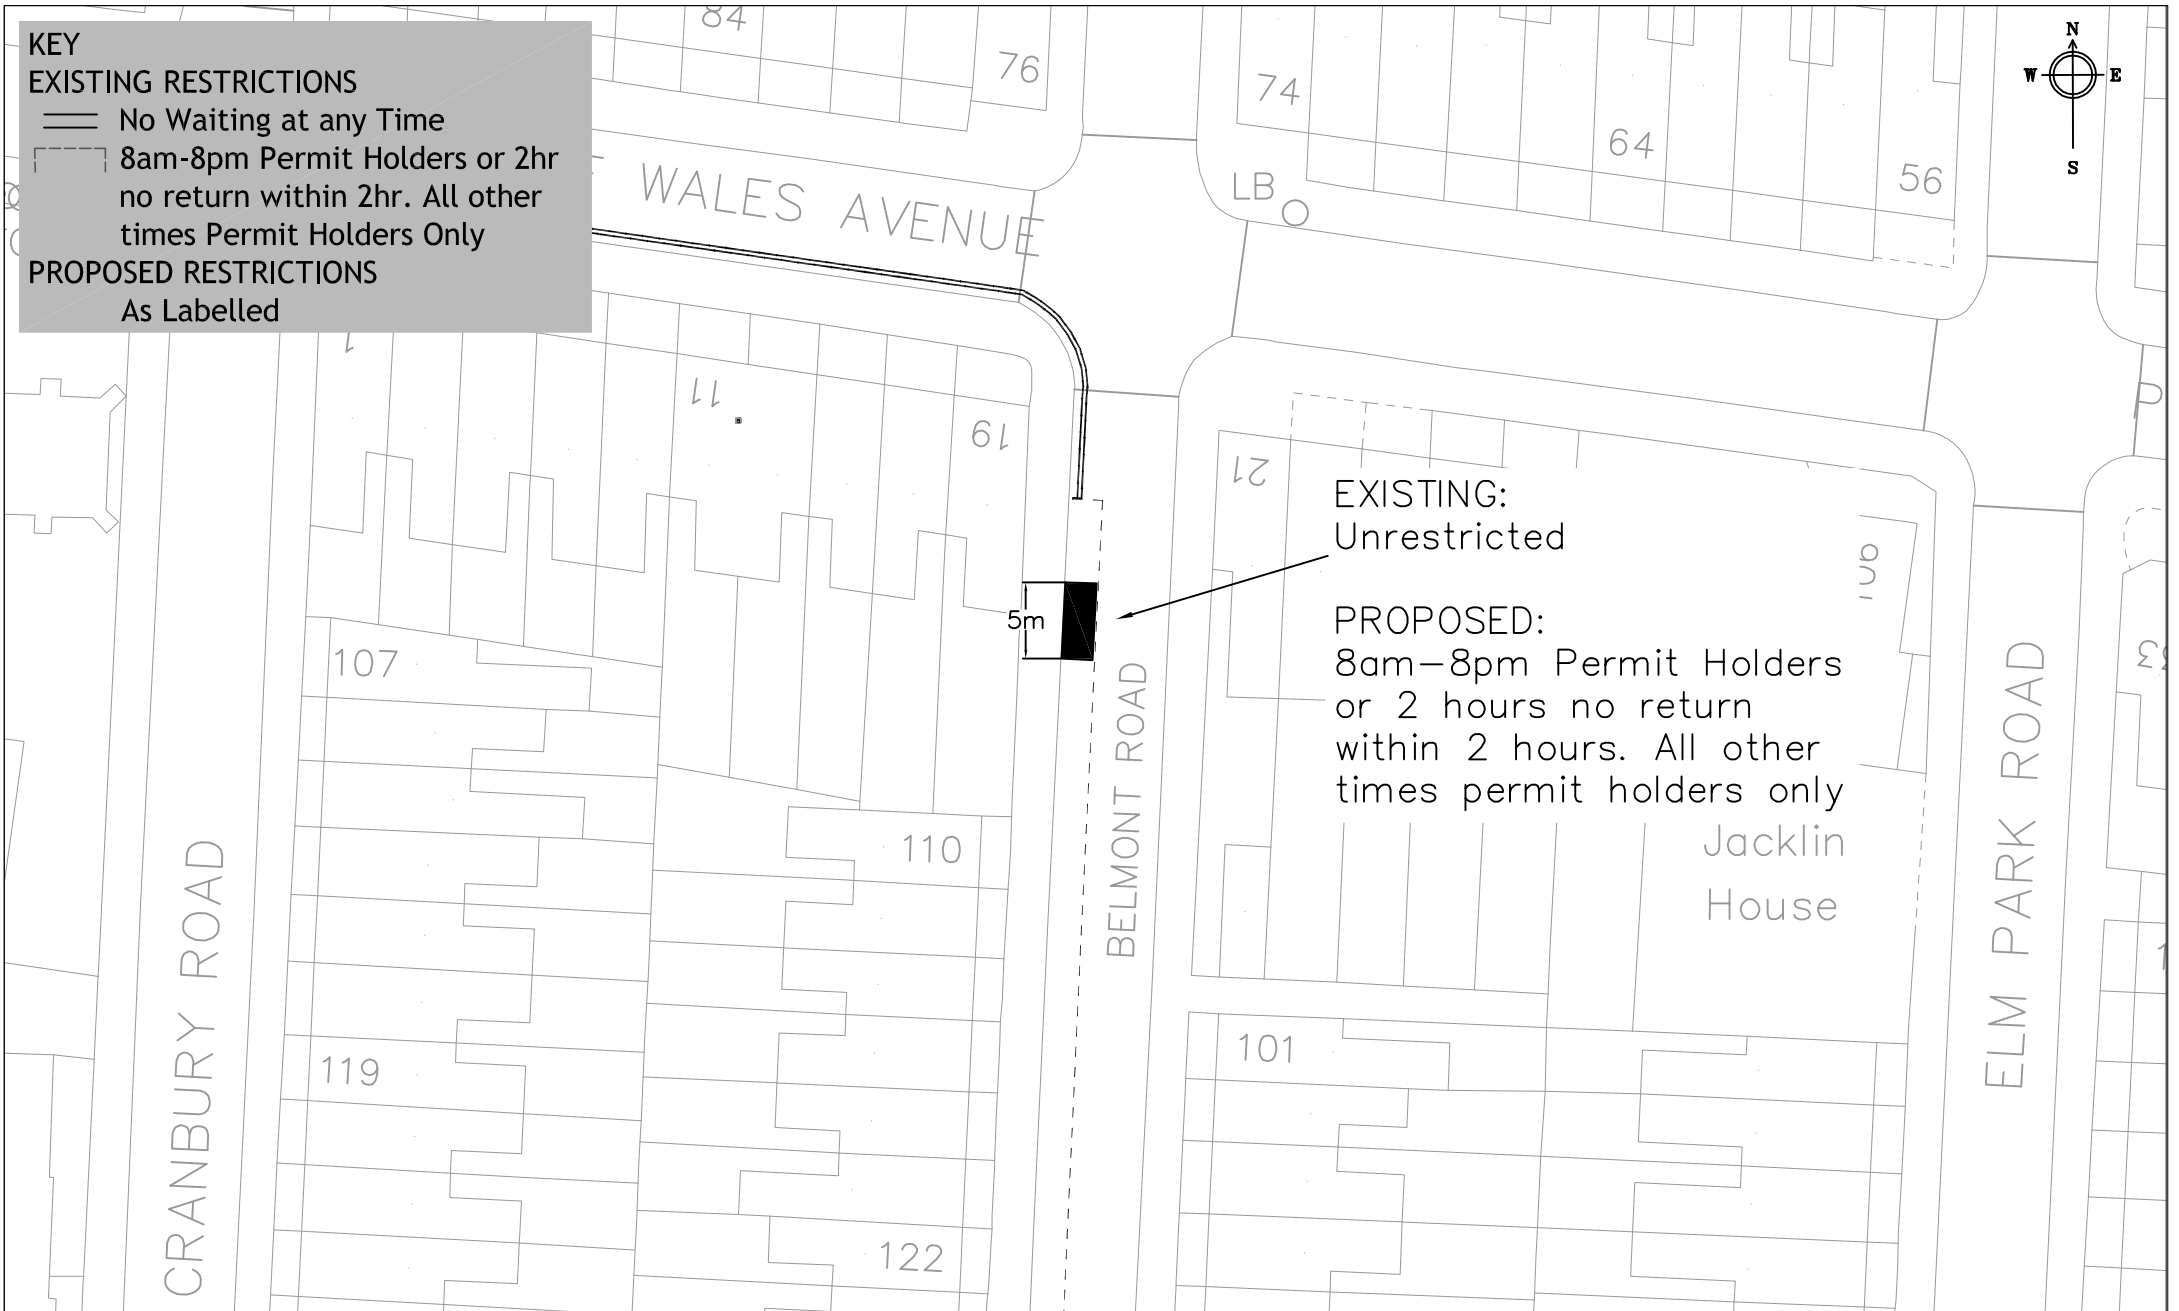 KEY
EXISTING RESTRICTIONS
No Waiting at any Time
8am-8pm Permit Holders or 2hr
no return within 2hr. All other
times Permit Holders Only
PROPOSED RESTRICTIONS
As Labelled
84
76
74
64
56
N
W E
S
WALES AVENUE
LB
1
11
19
21
EXISTING:
Unrestricted
PROPOSED:
8am-8pm Permit Holders
or 2 hours no return
within 2 hours. All other
times permit holders only
5m
107
110
119
122
101
Jacklin
House
CRANBURY ROAD
BELMONT ROAD
ELM PARK ROAD